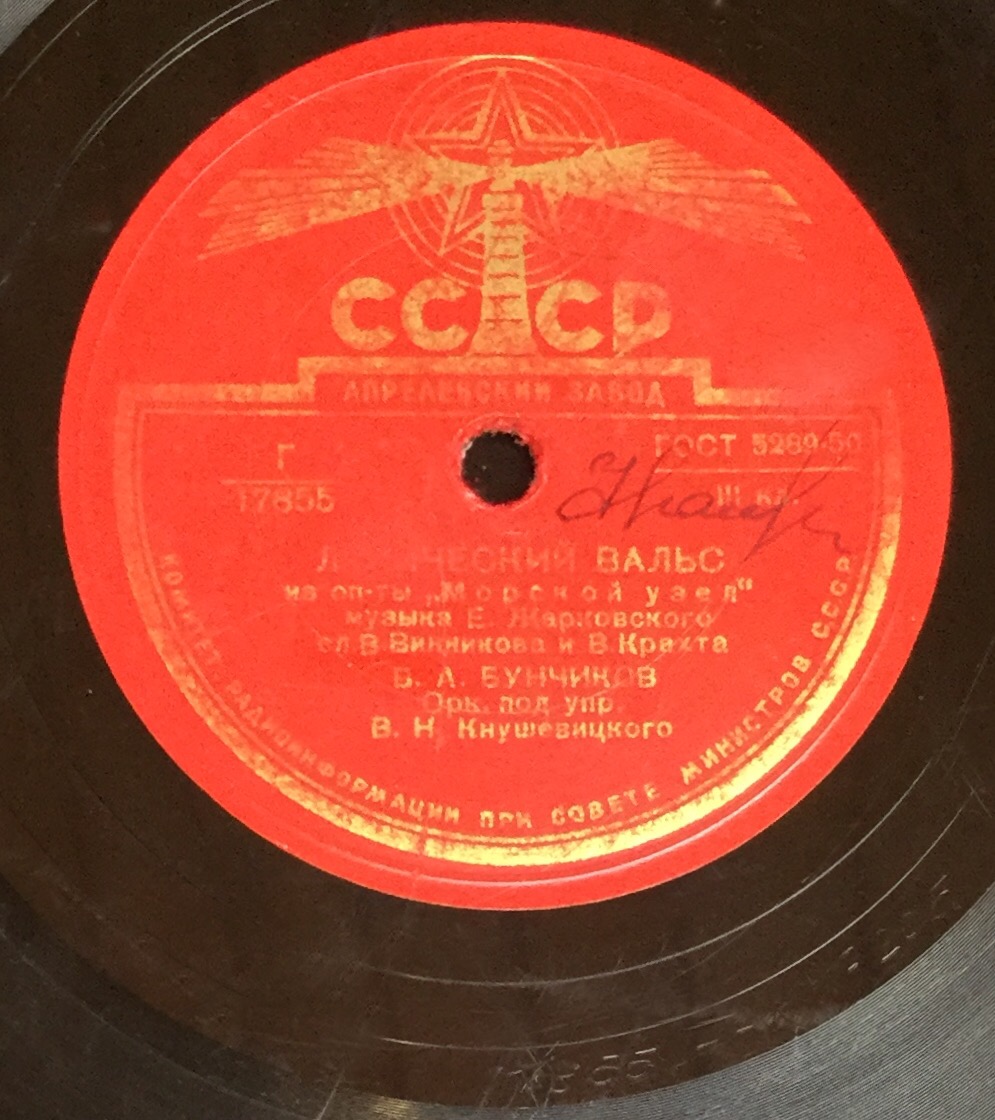 СССР
АПРЕЛЕВСКИЙ ЗАВОД
Г
17855
ГОСТ 5289-50
III кл.
ЛИРИЧЕСКИЙ ВАЛЬС
из оп-ты „Морской узел"
музыка Е. Жарковского
сл. В. Винникова и В. Крахта
В. А. БУНЧИКОВ
Орк. под упр.
В. Н. Кнушевицкого
КОМИТЕТ РАДИОИНФОРМАЦИИ ПРИ СОВЕТЕ МИНИСТРОВ СССР